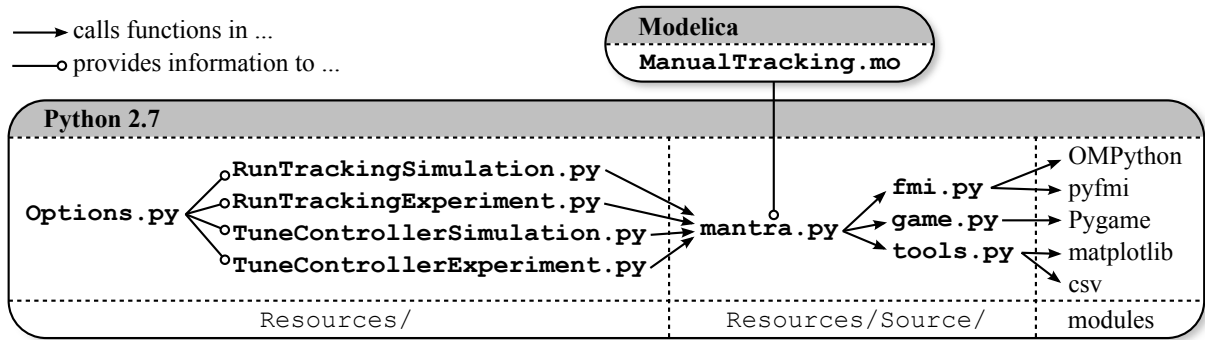 calls functions in ...
provides information to ...
Modelica
ManualTracking.mo
Python 2.7
Options.py
RunTrackingSimulation.py
RunTrackingExperiment.py
TuneControllerSimulation.py
TuneControllerExperiment.py
mantra.py
fmi.py
game.py
tools.py
OMPython
pyfmi
Pygame
matplotlib
csv
Resources/
Resources/Source/
modules